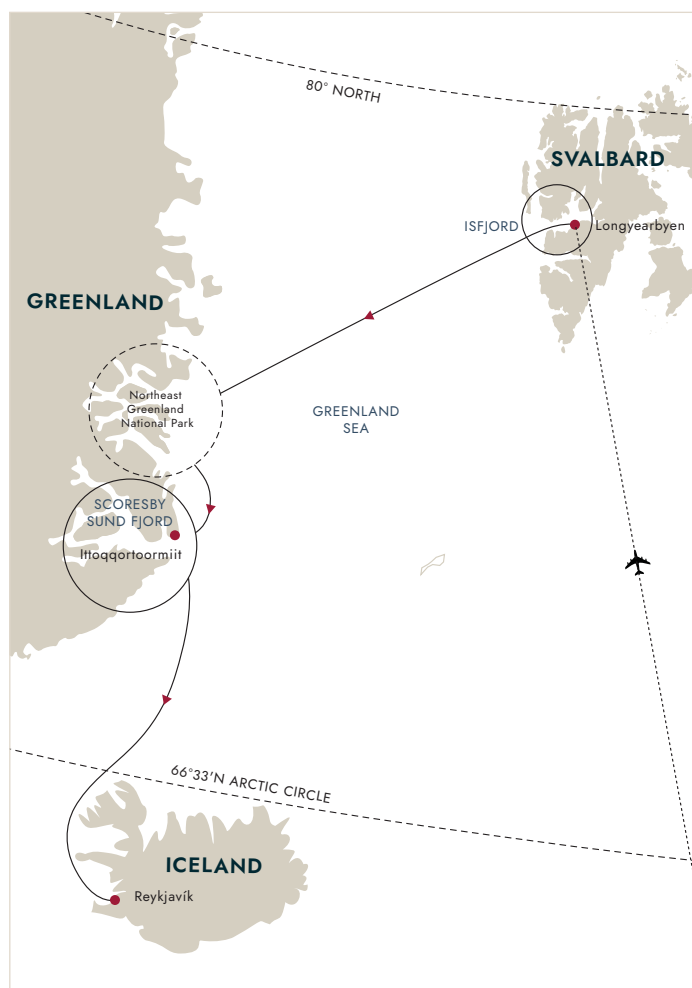 80° NORTH
SVALBARD
ISFJORD
Longyearbyen
GREENLAND
Northeast
Greenland
National Park
GREENLAND
SEA
SCORESBY
SUND FJORD
Ittoqqortoormiit
66°33'N ARCTIC CIRCLE
ICELAND
Reykjavík